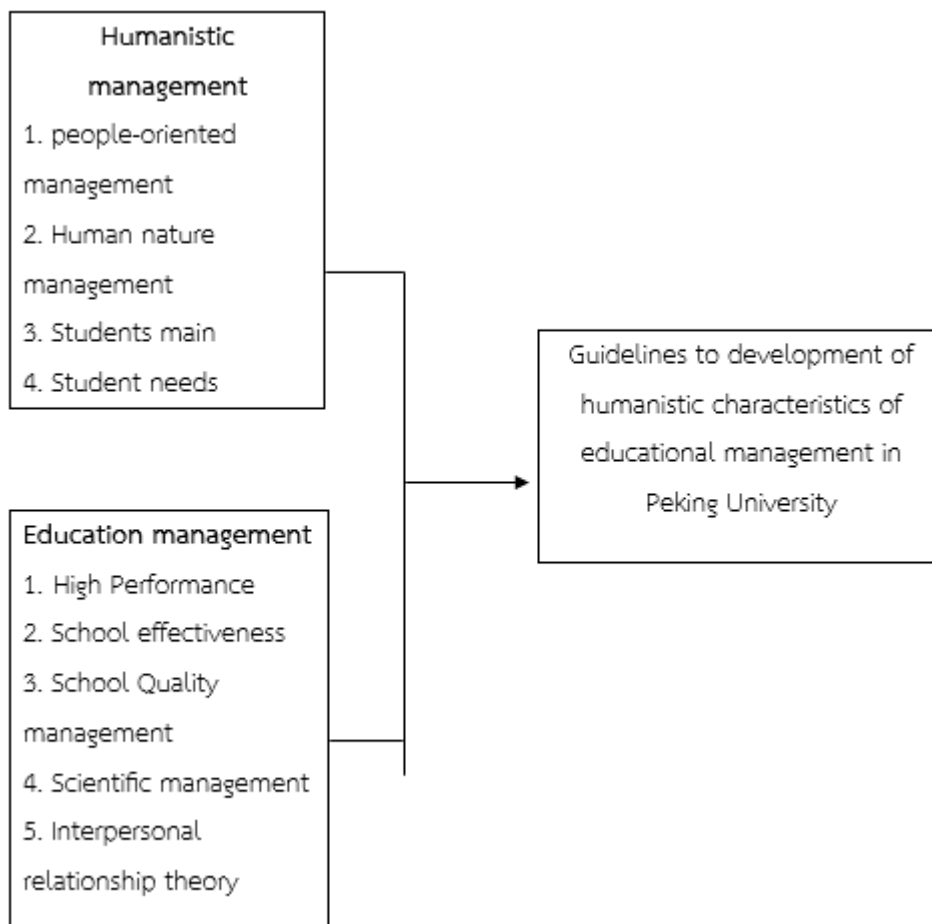 Humanistic
management
1. people-oriented
management
2. Human nature
management
3. Students main
4. Student needs
Guidelines to development of
humanistic characteristics of
educational management in
Peking University
Education management
1. High Performance
2. School effectiveness
3. School Quality
management
4. Scientific management
5. Interpersonal
relationship theory